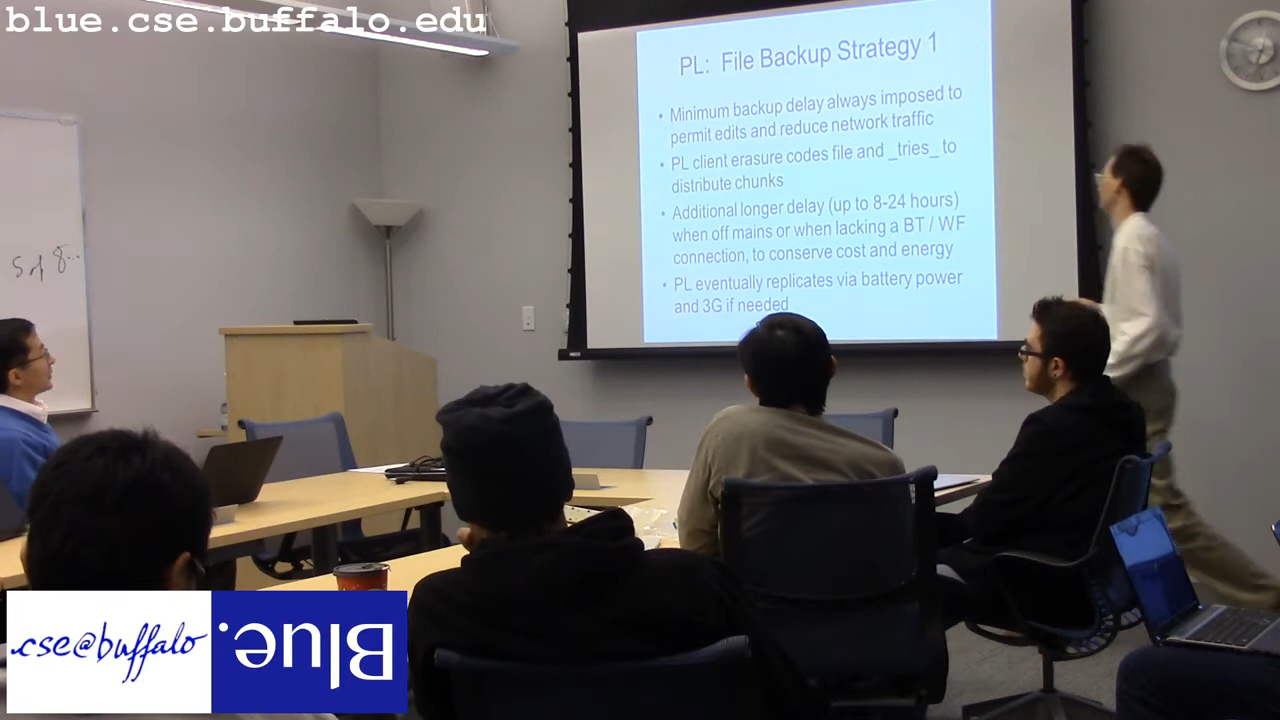 blue.cse.buffalo.edu
PL: File Backup Strategy 1
• Minimum backup delay always imposed to
permit edits and reduce network traffic
• PL client erasure codes file and _tries_ to
distribute chunks
• Additional longer delay (up to 8-24 hours)
when off mains or when lacking a BT / WF
connection, to conserve cost and energy
• PL eventually replicates via battery power
and 3G if needed
5 of 8...
.cse@buffalo
Blue.